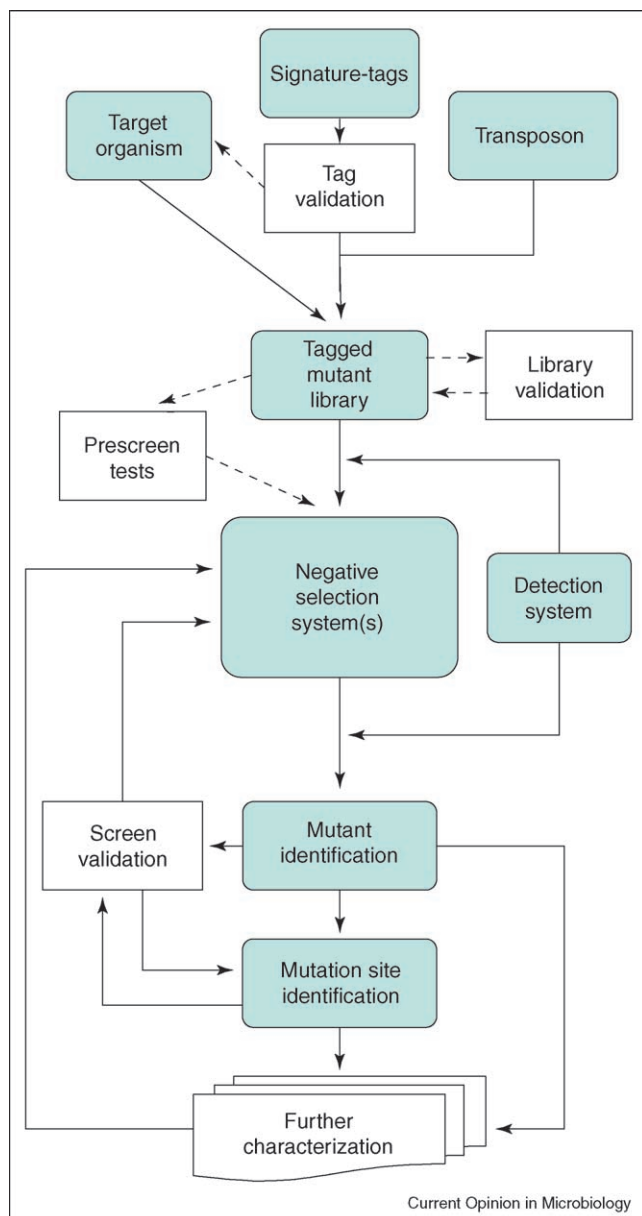 Signature-tags
Target
organism
Transposon
Tag
validation
Tagged
mutant
library
Library
validation
Prescreen
tests
Negative
selection
system(s)
Detection
system
Screen
validation
Mutant
identification
Mutation site
identification
Further
characterization
Current Opinion in Microbiology